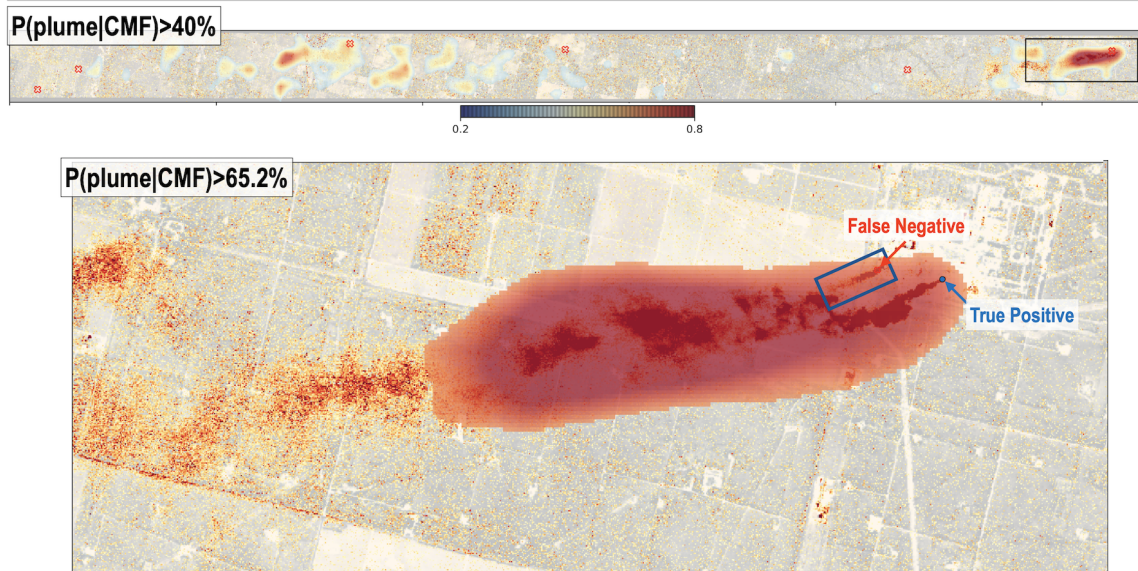 P(plume|CMF)>40%
0.2
0.8
P(plume|CMF)>65.2%
False Negative
True Positive